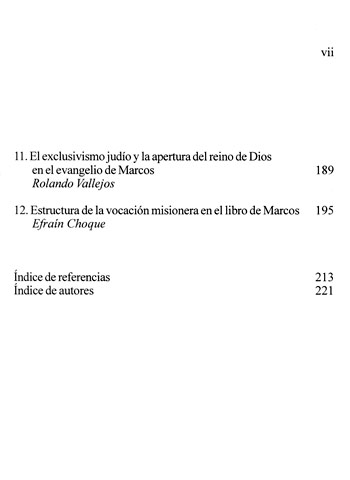 vii
11. El exclusivismo judío y la apertura del reino de Dios
en el evangelio de Marcos 189
Rolando Vallejos
12. Estructura de la vocación misionera en el libro de Marcos 195
Efraín Choque
Índice de referencias 213
Índice de autores 221